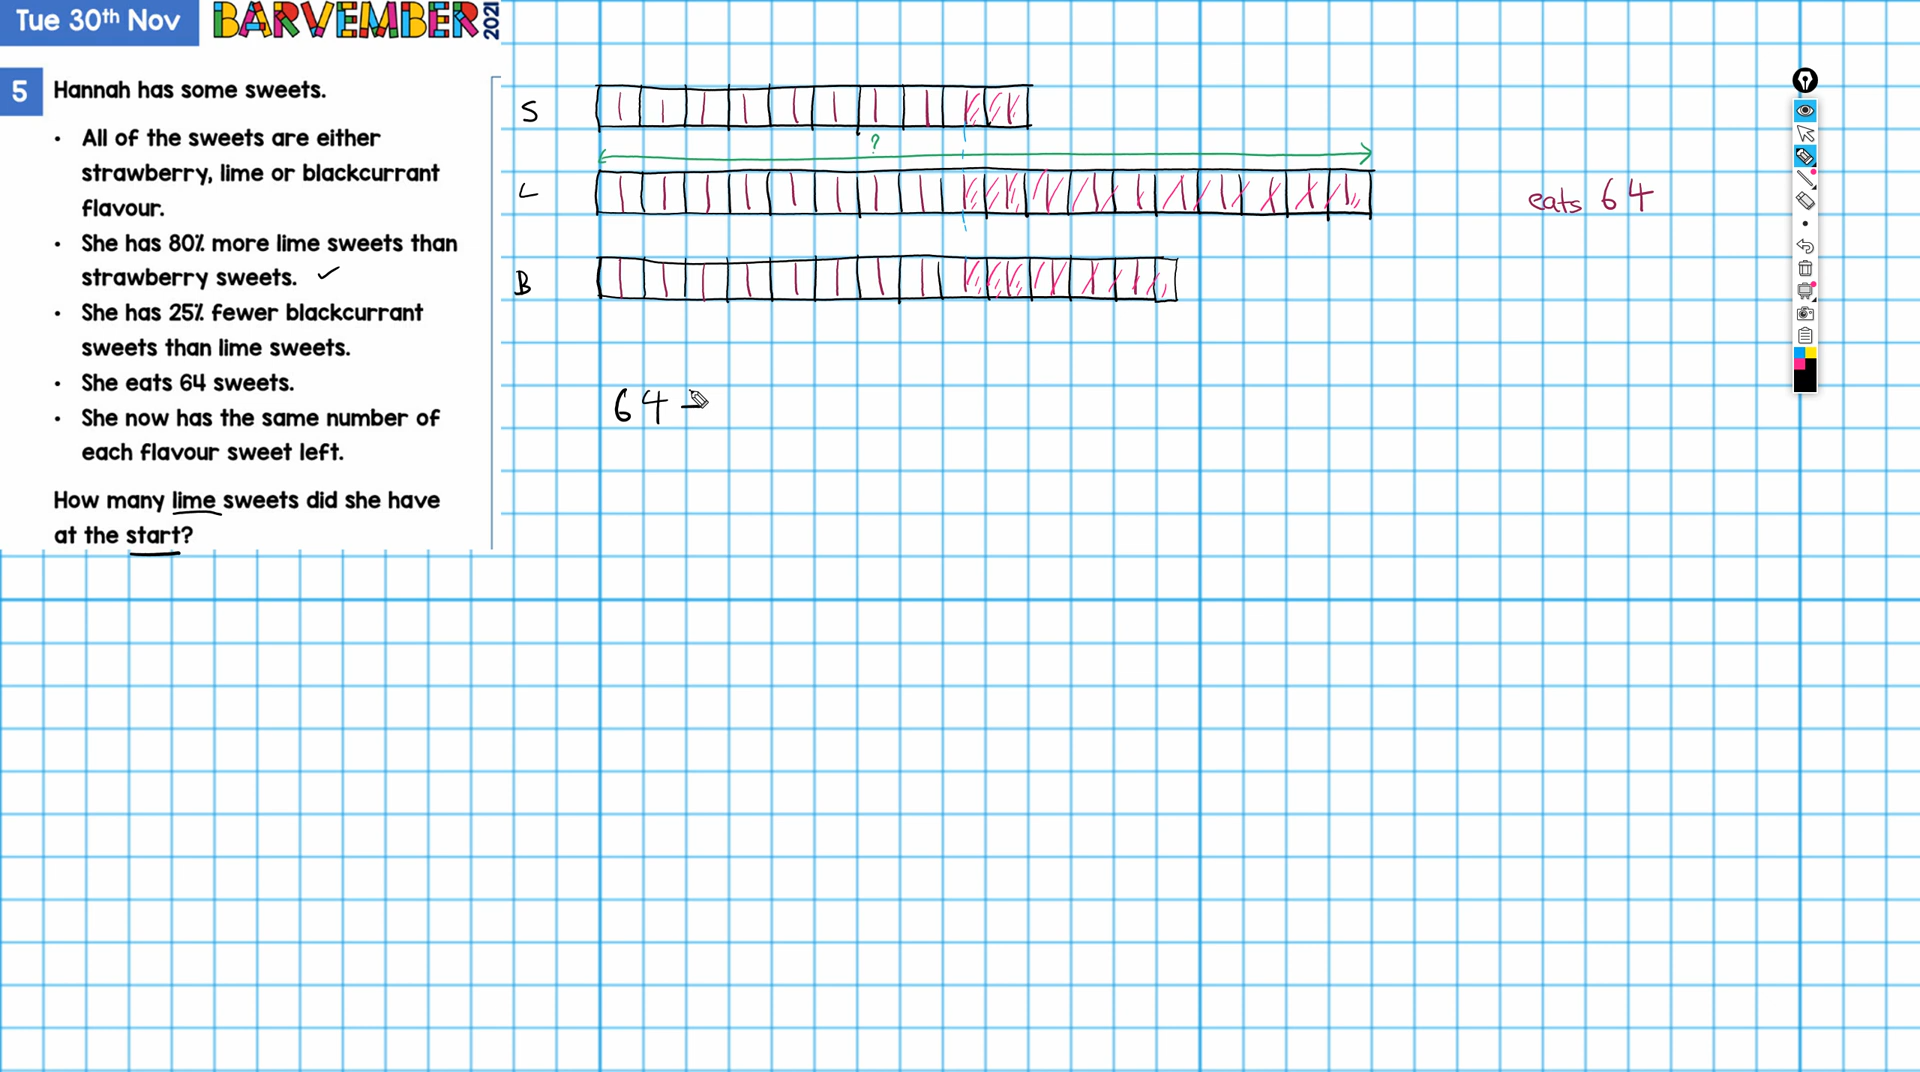 Tue 30th Nov
BARVEMBER 2021
5
Hannah has some sweets.
• All of the sweets are either
strawberry, lime or blackcurrant
flavour.
• She has 80% more lime sweets than
strawberry sweets. ✓
• She has 25% fewer blackcurrant
sweets than lime sweets.
• She eats 64 sweets.
• She now has the same number of
each flavour sweet left.
How many lime sweets did she have
at the start?
S
?
L
eats 64
B
64